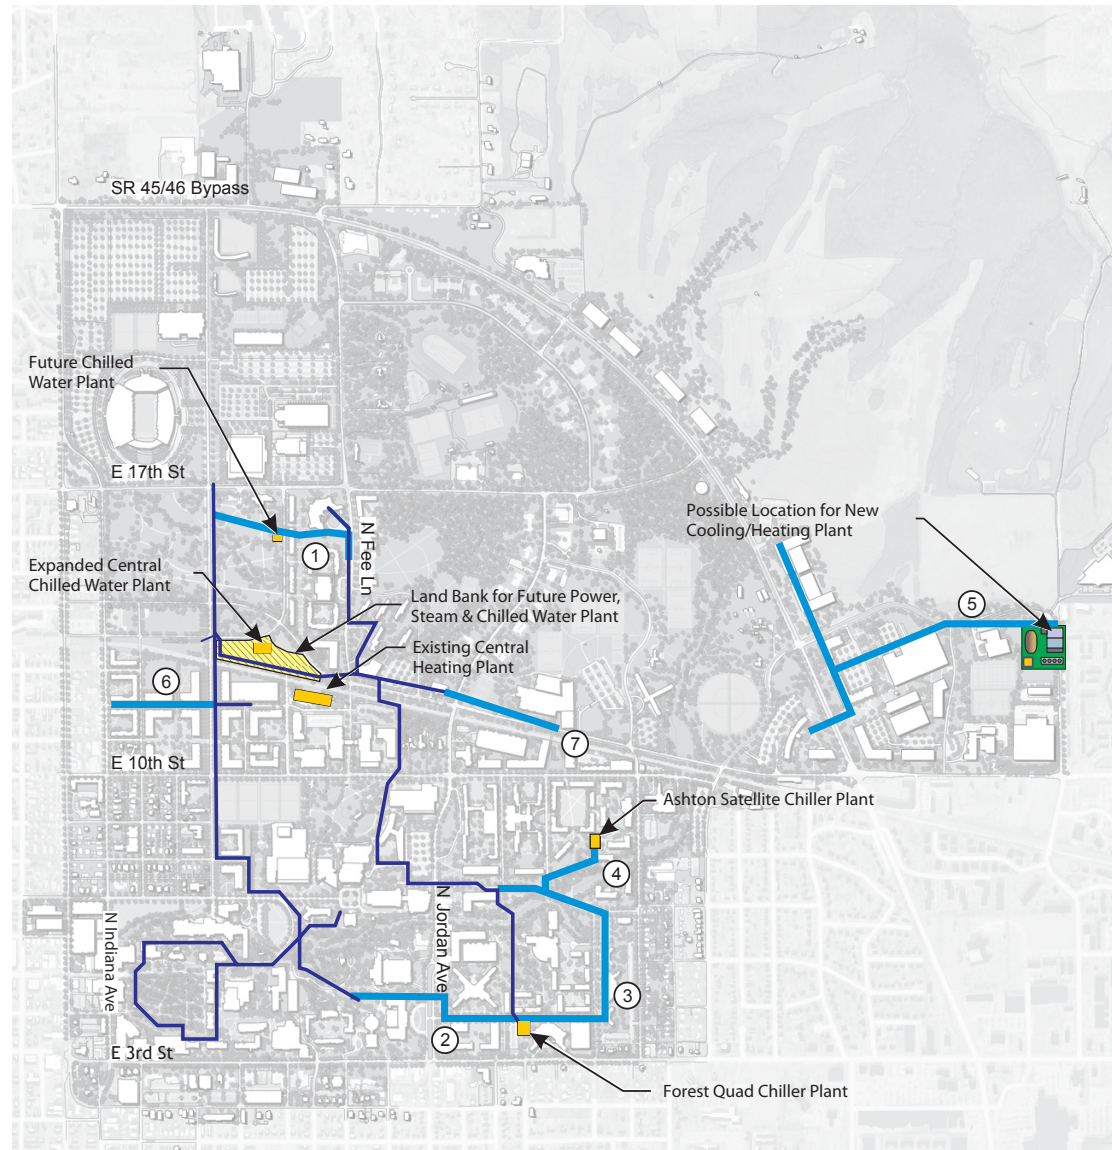 SR 45/46 Bypass
Future Chilled
Water Plant
E 17th St
N Fee Ln
Possible Location for New
Cooling/Heating Plant
Expanded Central
Chilled Water Plant
1
Land Bank for Future Power,
Steam & Chilled Water Plant
5
Existing Central
Heating Plant
6
7
E 10th St
Ashton Satellite Chiller Plant
4
N Indiana Ave
N Jordan Ave
3
2
E 3rd St
Forest Quad Chiller Plant